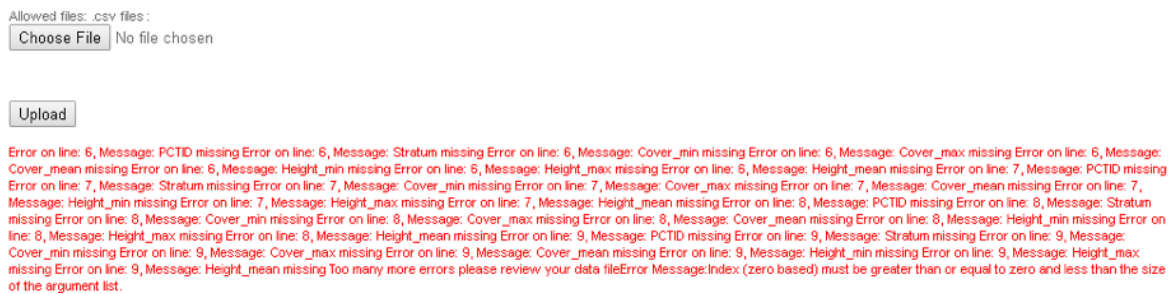 Allowed files: .csv files :
Choose File No file chosen
Upload
Error on line: 6, Message: PCTID missing Error on line: 6, Message: Stratum missing Error on line: 6, Message: Cover_min missing Error on line: 6, Message: Cover_max missing Error on line: 6, Message:
Cover_mean missing Error on line: 6, Message: Height_min missing Error on line: 6, Message: Height_max missing Error on line: 6, Message: Height_mean missing Error on line: 7, Message: PCTID missing
Error on line: 7, Message: Stratum missing Error on line: 7, Message: Cover_min missing Error on line: 7, Message: Cover_max missing Error on line: 7, Message: Cover_mean missing Error on line: 7,
Message: Height_min missing Error on line: 7, Message: Height_max missing Error on line: 7, Message: Height_mean missing Error on line: 8, Message: PCTID missing Error on line: 8, Message: Stratum
missing Error on line: 8, Message: Cover_min missing Error on line: 8, Message: Cover_max missing Error on line: 8, Message: Cover_mean missing Error on line: 8, Message: Height_min missing Error on
line: 8, Message: Height_max missing Error on line: 8, Message: Height_mean missing Error on line: 9, Message: PCTID missing Error on line: 9, Message: Stratum missing Error on line: 9, Message:
Cover_min missing Error on line: 9, Message: Cover_max missing Error on line: 9, Message: Cover_mean missing Error on line: 9, Message: Height_min missing Error on line: 9, Message: Height_max
missing Error on line: 9, Message: Height_mean missing Too many more errors please review your data fileError Message:Index (zero based) must be greater than or equal to zero and less than the size
of the argument list.